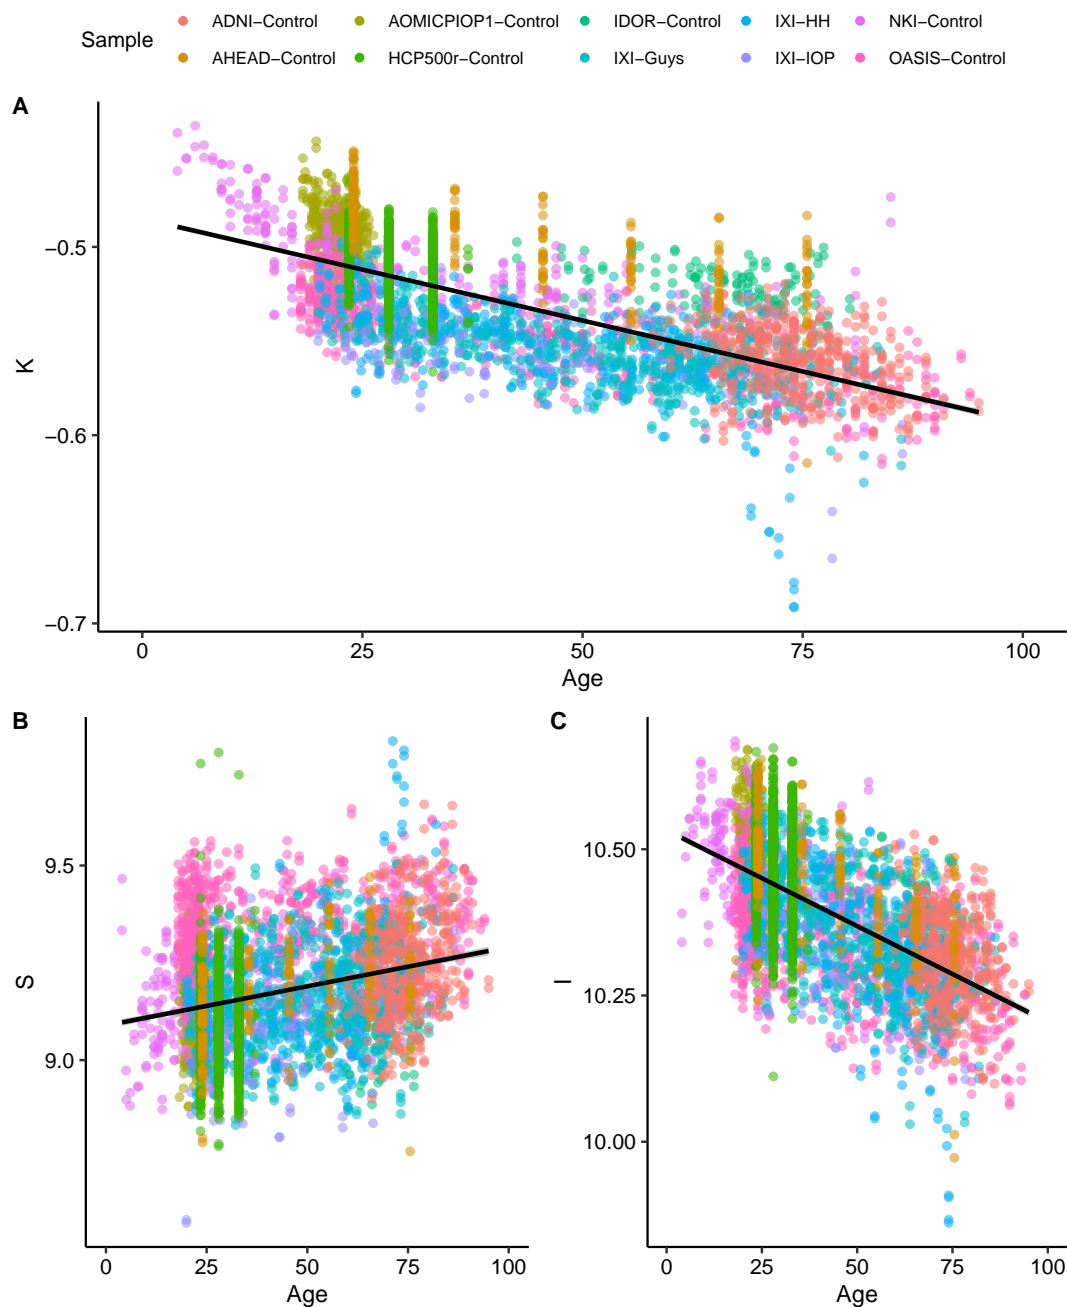 Sample
ADNI−Control AOMICPIOP1−Control IDOR−Control IXI−HH NKI−Control
AHEAD−Control HCP500r−Control IXI−Guys IXI−IOP OASIS−Control
A
−0.5
−0.6
−0.7
K
0 25 50 75 100
Age
B C
9.5
9.0
S
0 25 50 75 100
Age
10.50
10.25
10.00
I
0 25 50 75 100
Age